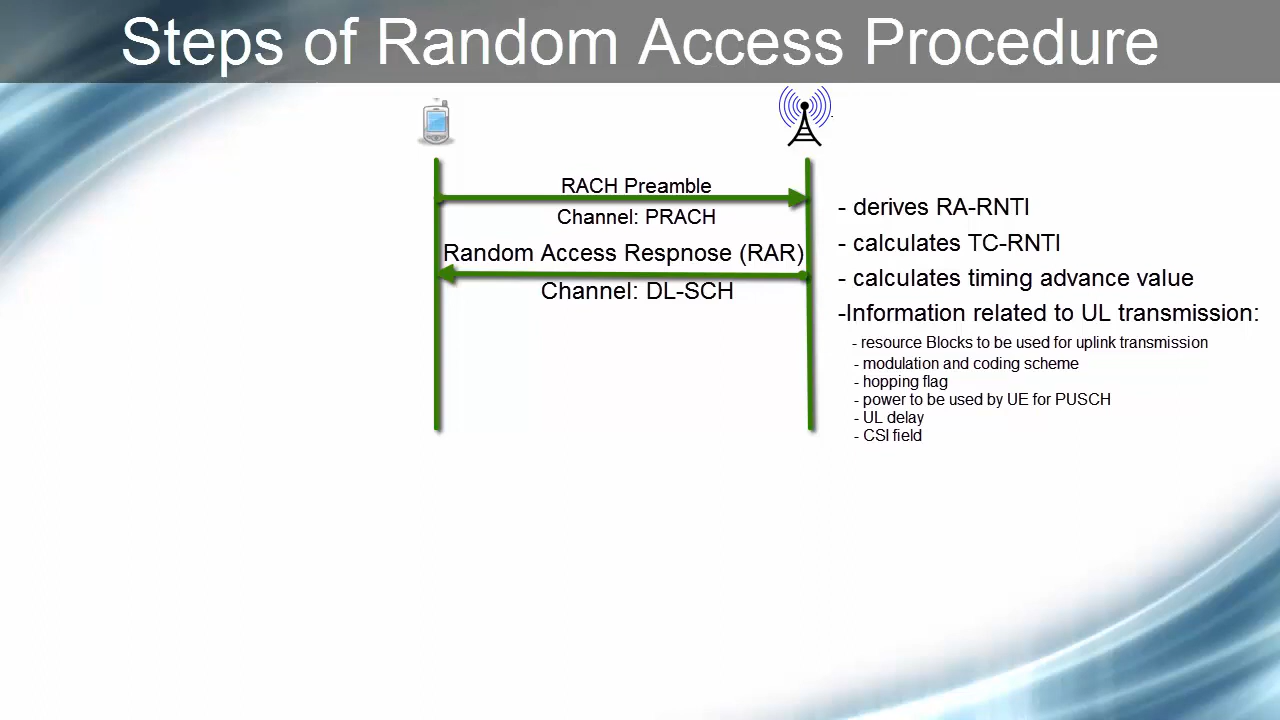 Steps of Random Access Procedure
RACH Preamble
Channel: PRACH
Random Access Respnose (RAR)
Channel: DL-SCH
- derives RA-RNTI
- calculates TC-RNTI
- calculates timing advance value
-Information related to UL transmission:
- resource Blocks to be used for uplink transmission
- modulation and coding scheme
- hopping flag
- power to be used by UE for PUSCH
- UL delay
- CSI field